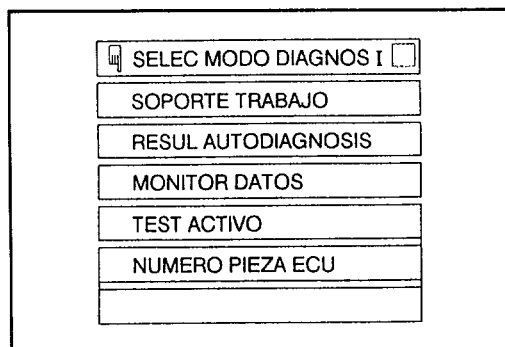 SELEC MODO DIAGNOS I
SOPORTE TRABAJO
RESUL AUTODIAGNOSIS
MONITOR DATOS
TEST ACTIVO
NUMERO PIEZA ECU